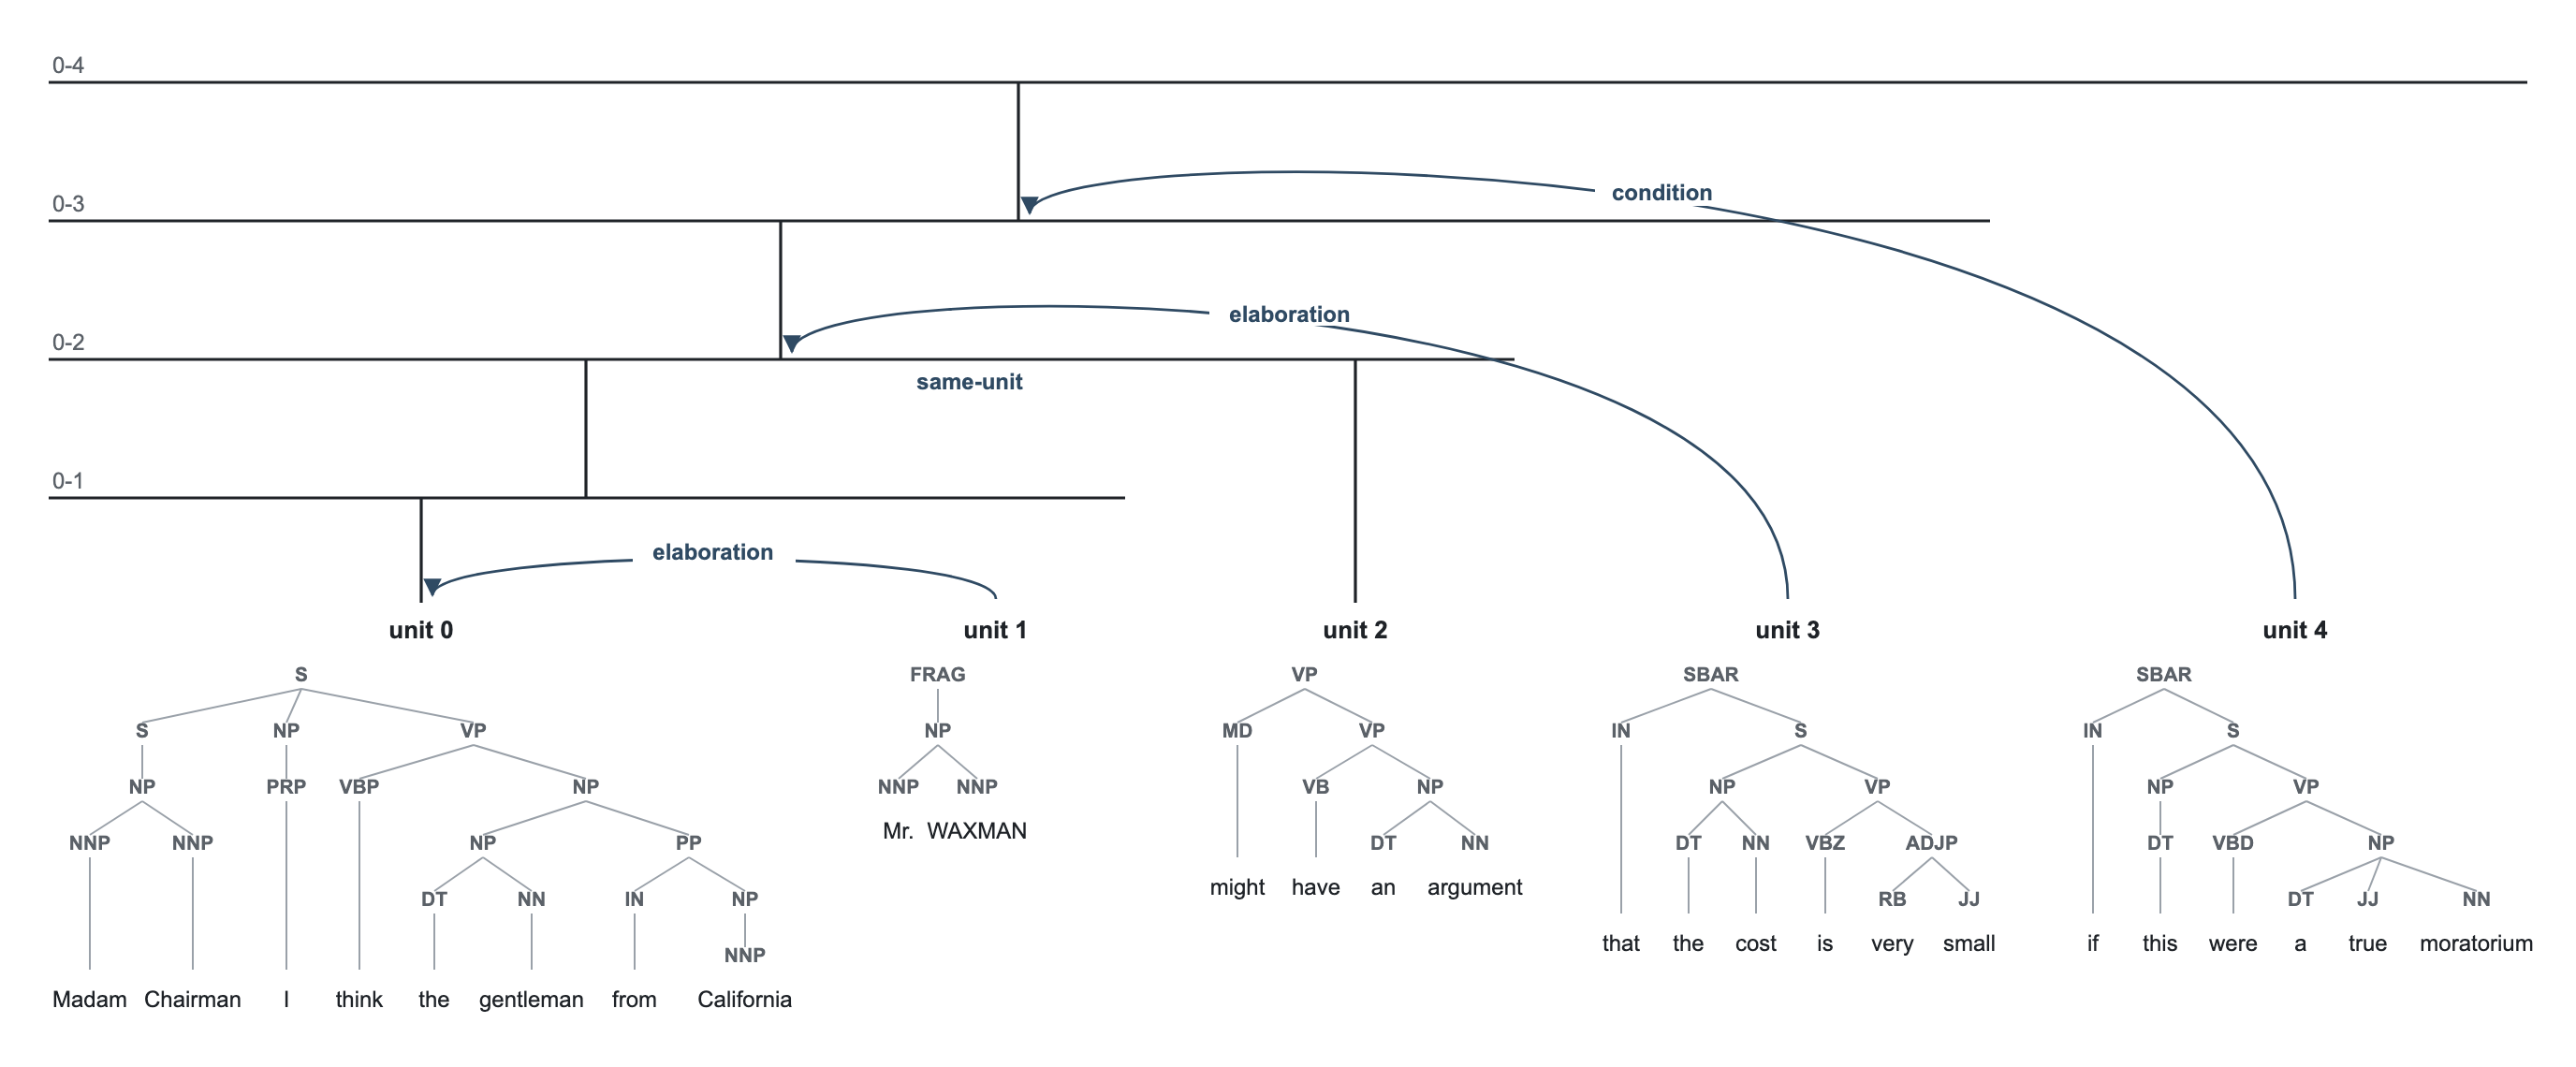 0-4
condition
0-3
elaboration
0-2
same-unit
0-1
elaboration
unit 0 unit 1 unit 2 unit 3 unit 4
S FRAG VP SBAR SBAR
S NP VP NP MD VP IN S IN S
NP PRP VBP NP NNP NNP VB NP NP VP NP VP
Mr. WAXMAN
NNP NNP NP PP DT NN DT NN VBZ ADJP DT VBD NP
might have an argument
DT NN IN NP RB JJ DT JJ NN
that the cost is very small if this were a true moratorium
NNP
Madam Chairman I think the gentleman from California